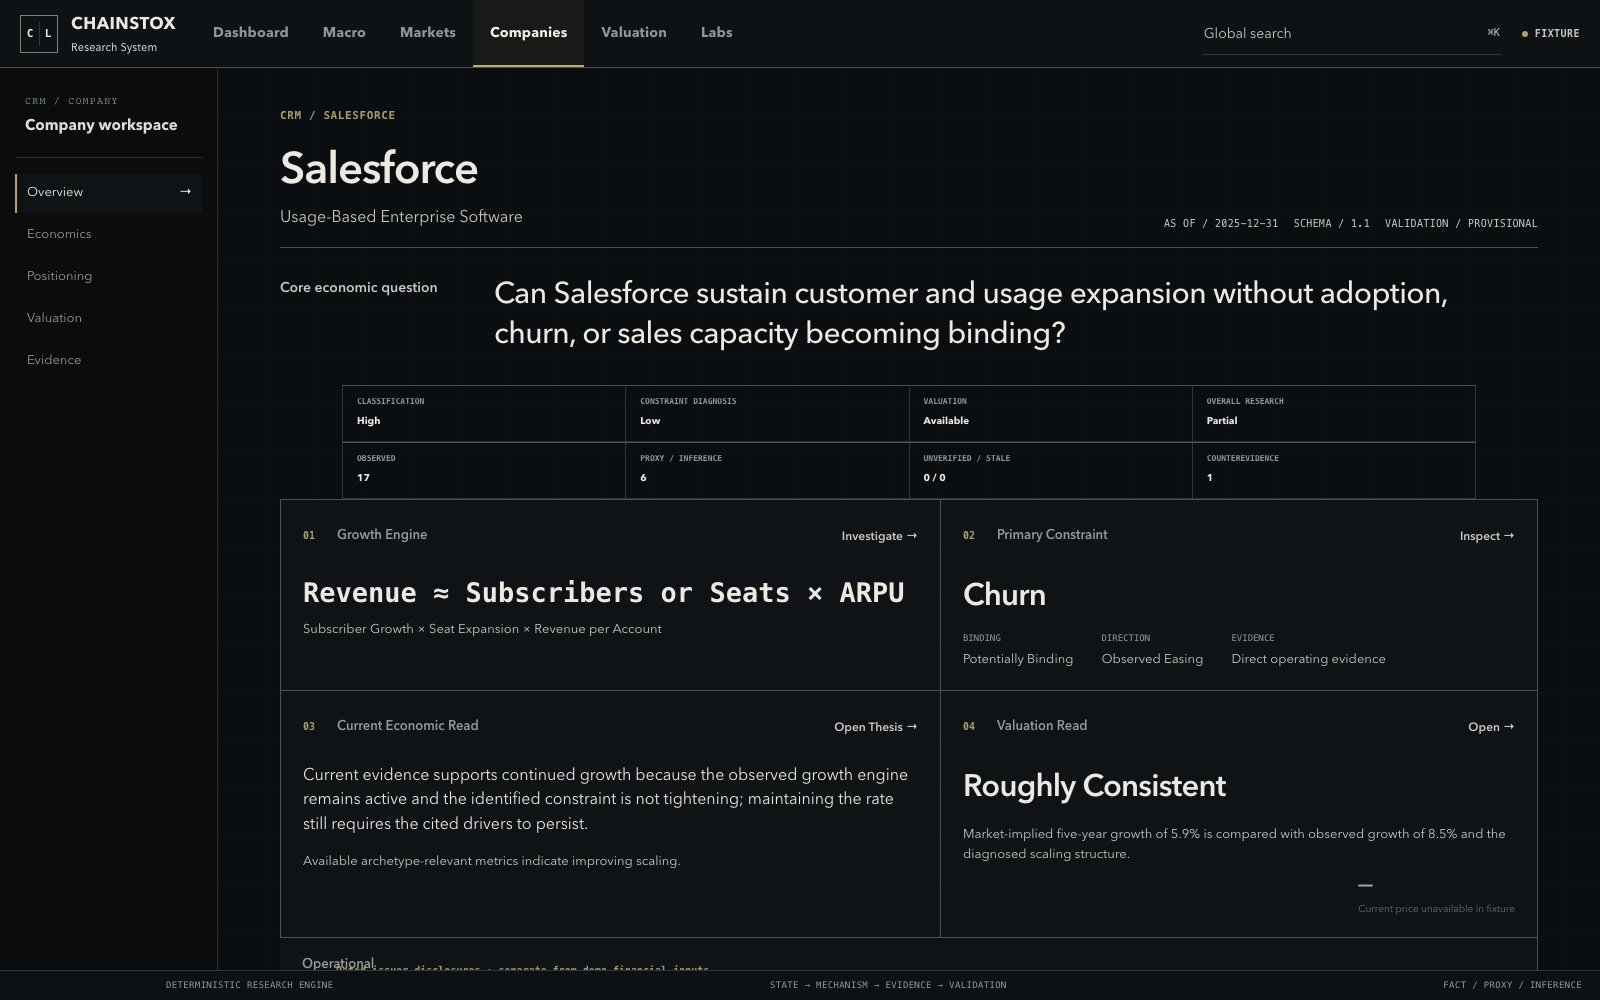 C L
CHAINSTOX
Research System
Dashboard
Macro
Markets
Companies
Valuation
Labs
Global search
⌘K
FIXTURE
CRM / COMPANY
Company workspace
Overview →
Economics
Positioning
Valuation
Evidence
CRM / SALESFORCE
Salesforce
Usage-Based Enterprise Software
AS OF / 2025-12-31 SCHEMA / 1.1 VALIDATION / PROVISIONAL
Core economic question
Can Salesforce sustain customer and usage expansion without adoption,
churn, or sales capacity becoming binding?
CLASSIFICATION
High
CONSTRAINT DIAGNOSIS
Low
VALUATION
Available
OVERALL RESEARCH
Partial
OBSERVED
17
PROXY / INFERENCE
6
UNVERIFIED / STALE
0 / 0
COUNTEREVIDENCE
1
01 Growth Engine Investigate →
Revenue ≈ Subscribers or Seats × ARPU
Subscriber Growth × Seat Expansion × Revenue per Account
02 Primary Constraint Inspect →
Churn
BINDING
Potentially Binding
DIRECTION
Observed Easing
EVIDENCE
Direct operating evidence
03 Current Economic Read Open Thesis →
Current evidence supports continued growth because the observed growth engine
remains active and the identified constraint is not tightening; maintaining the rate
still requires the cited drivers to persist.
Available archetype-relevant metrics indicate improving scaling.
04 Valuation Read Open →
Roughly Consistent
Market-implied five-year growth of 5.9% is compared with observed growth of 8.5% and the
diagnosed scaling structure.
—
Current price unavailable in fixture
Operational
issuer disclosures · separate from demo financial inputs
DETERMINISTIC RESEARCH ENGINE
STATE → MECHANISM → EVIDENCE → VALIDATION
FACT / PROXY / INFERENCE